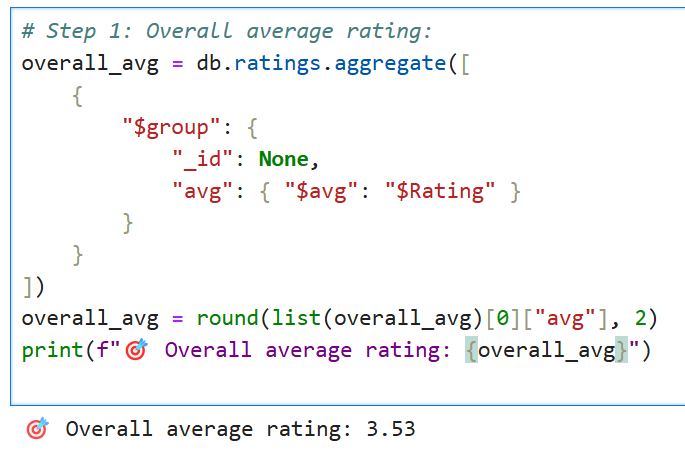 # Step 1: Overall average rating:
overall_avg = db.ratings.aggregate([
    {
        "$group": {
            "_id": None,
            "avg": { "$avg": "$Rating" }
        }
    }
])
overall_avg = round(list(overall_avg)[0]["avg"], 2)
print(f"🎯 Overall average rating: {overall_avg}")
🎯 Overall average rating: 3.53